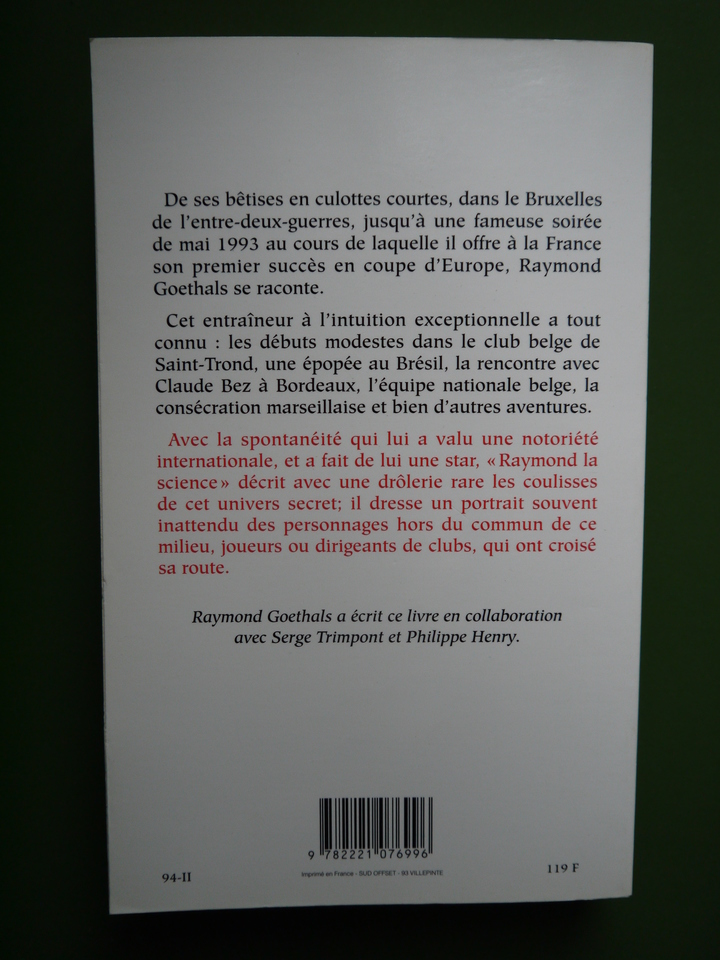 De ses bêtises en culottes courtes, dans le Bruxelles
de l'entre-deux-guerres, jusqu'à une fameuse soirée
de mai 1993 au cours de laquelle il offre à la France
son premier succès en coupe d'Europe, Raymond
Goethals se raconte.
Cet entraîneur à l'intuition exceptionnelle a tout
connu : les débuts modestes dans le club belge de
Saint-Trond, une épopée au Brésil, la rencontre avec
Claude Bez à Bordeaux, l'équipe nationale belge, la
consécration marseillaise et bien d'autres aventures.
Avec la spontanéité qui lui a valu une notoriété
internationale, et a fait de lui une star, «Raymond la
science» décrit avec une drôlerie rare les coulisses
de cet univers secret; il dresse un portrait souvent
inattendu des personnages hors du commun de ce
milieu, joueurs ou dirigeants de clubs, qui ont croisé
sa route.
Raymond Goethals a écrit ce livre en collaboration
avec Serge Trimpont et Philippe Henry.
9 782221 076996
94-II
Imprimé en France - SUD OFFSET - 93 VILLEPINTE
119 F